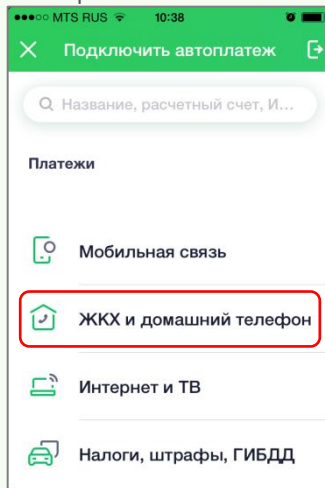 MTS RUS 10:38
Подключить автоплатеж
Название, расчетный счет, И...
Платежи
Мобильная связь
ЖКХ и домашний телефон
Интернет и ТВ
Налоги, штрафы, ГИБДД